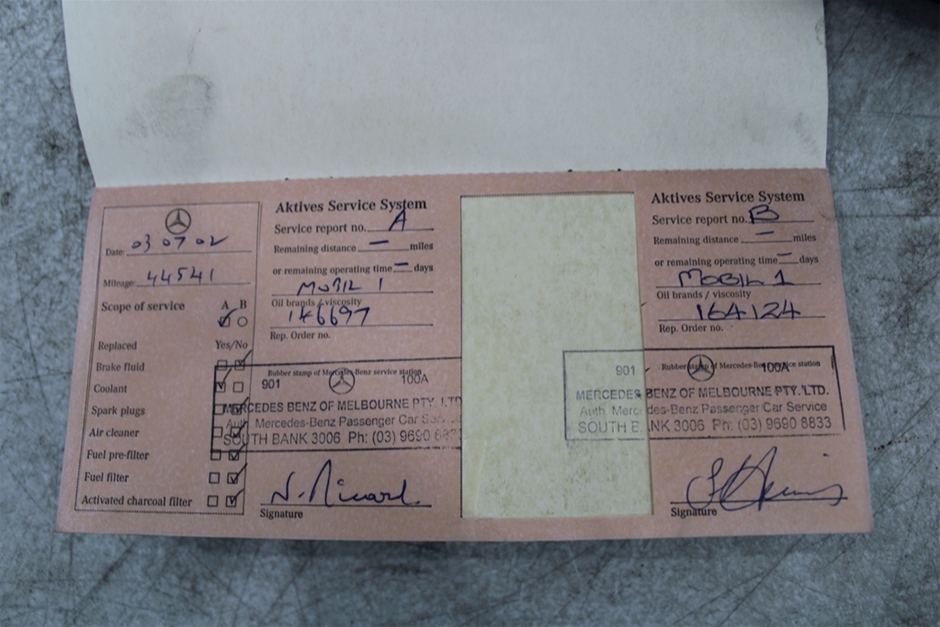 Date 03 07 02
Mileage 44541
Scope of service A B
Replaced Yes/No
Brake fluid
Coolant
Spark plugs
Air cleaner
Fuel pre-filter
Fuel filter
Activated charcoal filter
Aktives Service System
Service report no. A
Remaining distance – miles
or remaining operating time – days
MOBIL 1
Oil brands / viscosity
146697
Rep. Order no.
Rubber stamp of Mercedes-Benz service station
901 100A
MERCEDES BENZ OF MELBOURNE PTY. LTD
Auth. Mercedes-Benz Passenger Car
SOUTH BANK 3006 Ph: (03) 9690
Signature
Aktives Service System
Service report no. B
Remaining distance – miles
or remaining operating time – days
MOBIL 1
Oil brands / viscosity
164124
Rep. Order no.
Rubber stamp of Mercedes-Benz service station
901 100A
MERCEDES BENZ OF MELBOURNE PTY. LTD.
Auth. Mercedes-Benz Passenger Car Service
SOUTH BANK 3006 Ph: (03) 9690 8833
Signature